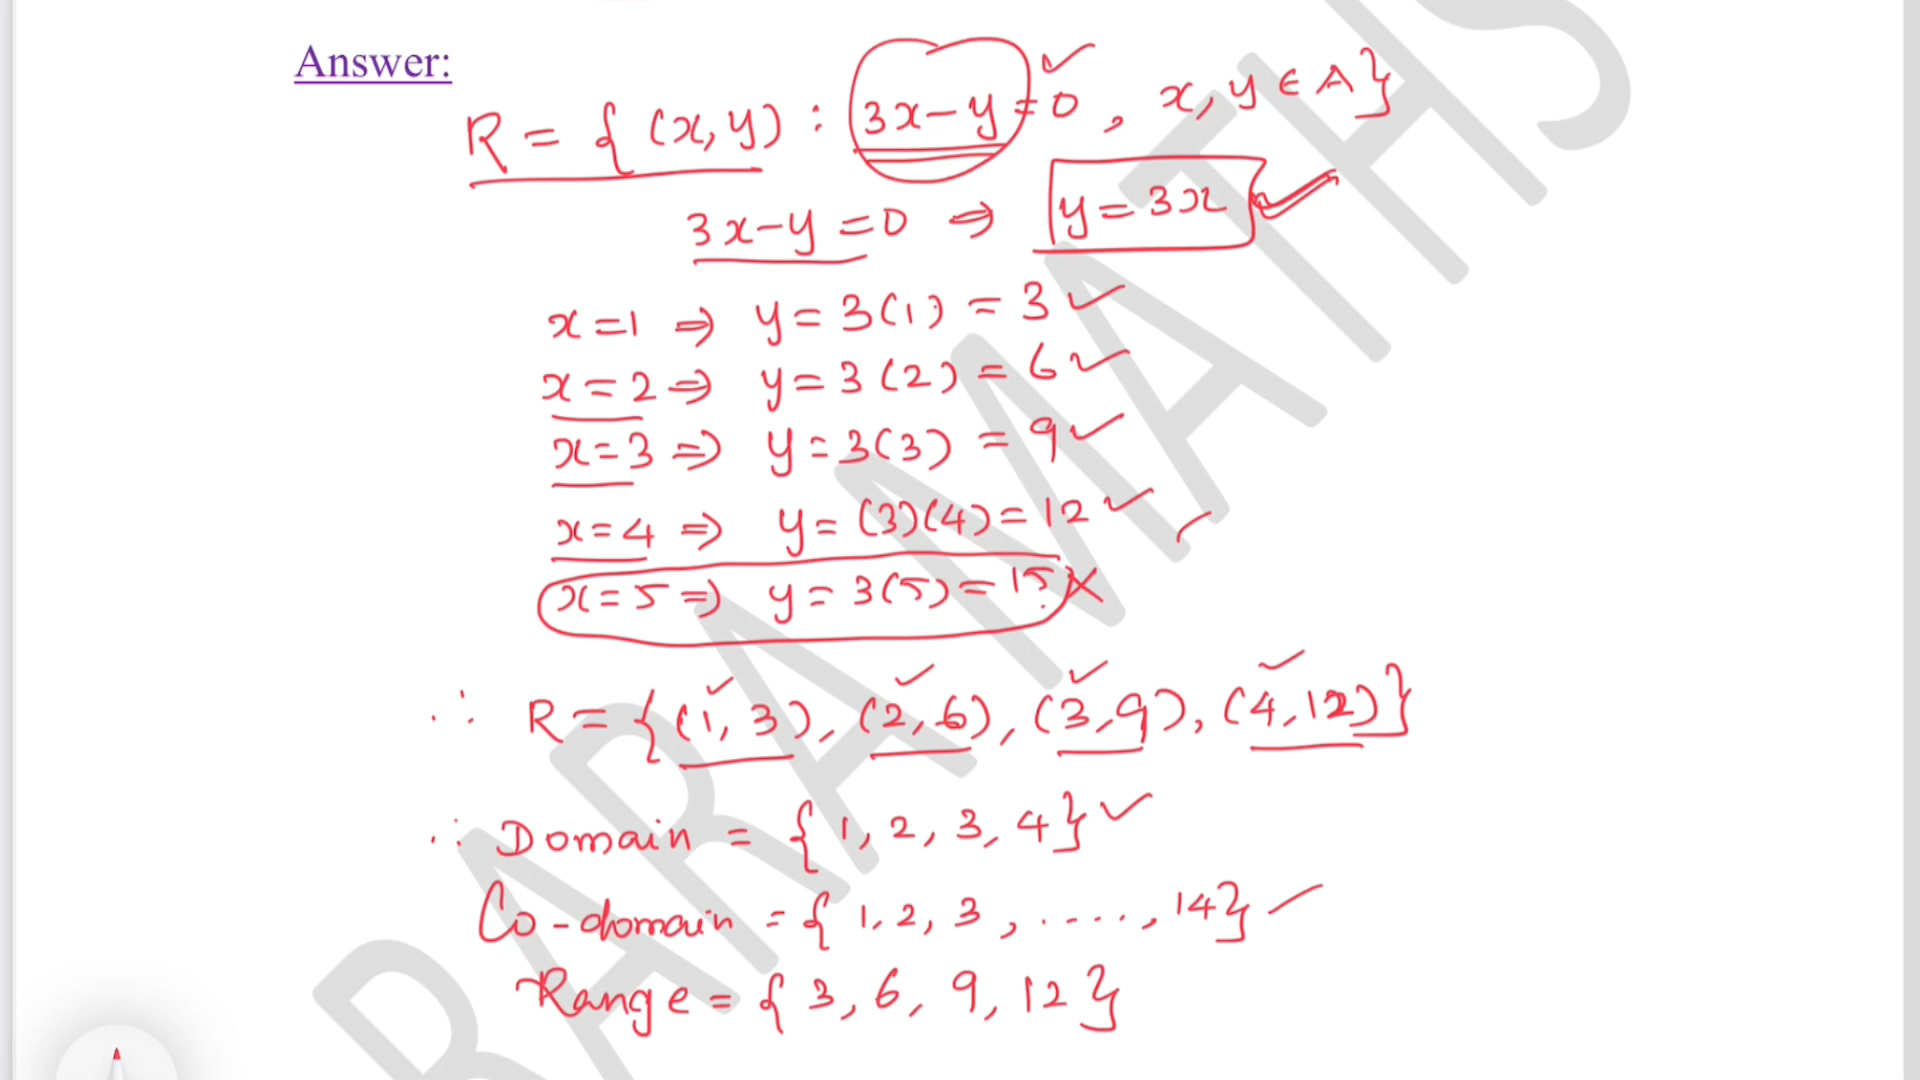 Answer:
R = { (x, y) : 3x - y = 0 , x, y ∈ A }
3x - y = 0 ⇒ y = 3x
x = 1 ⇒ y = 3(1) = 3 ✓
x = 2 ⇒ y = 3(2) = 6 ✓
x = 3 ⇒ y = 3(3) = 9 ✓
x = 4 ⇒ y = (3)(4) = 12 ✓
x = 5 ⇒ y = 3(5) = 15 ×
∴ R = { (1, 3), (2, 6), (3, 9), (4, 12) }
∴ Domain = { 1, 2, 3, 4 } ✓
Co-domain = { 1, 2, 3, ....., 14 } ✓
Range = { 3, 6, 9, 12 }
PARAMATHS